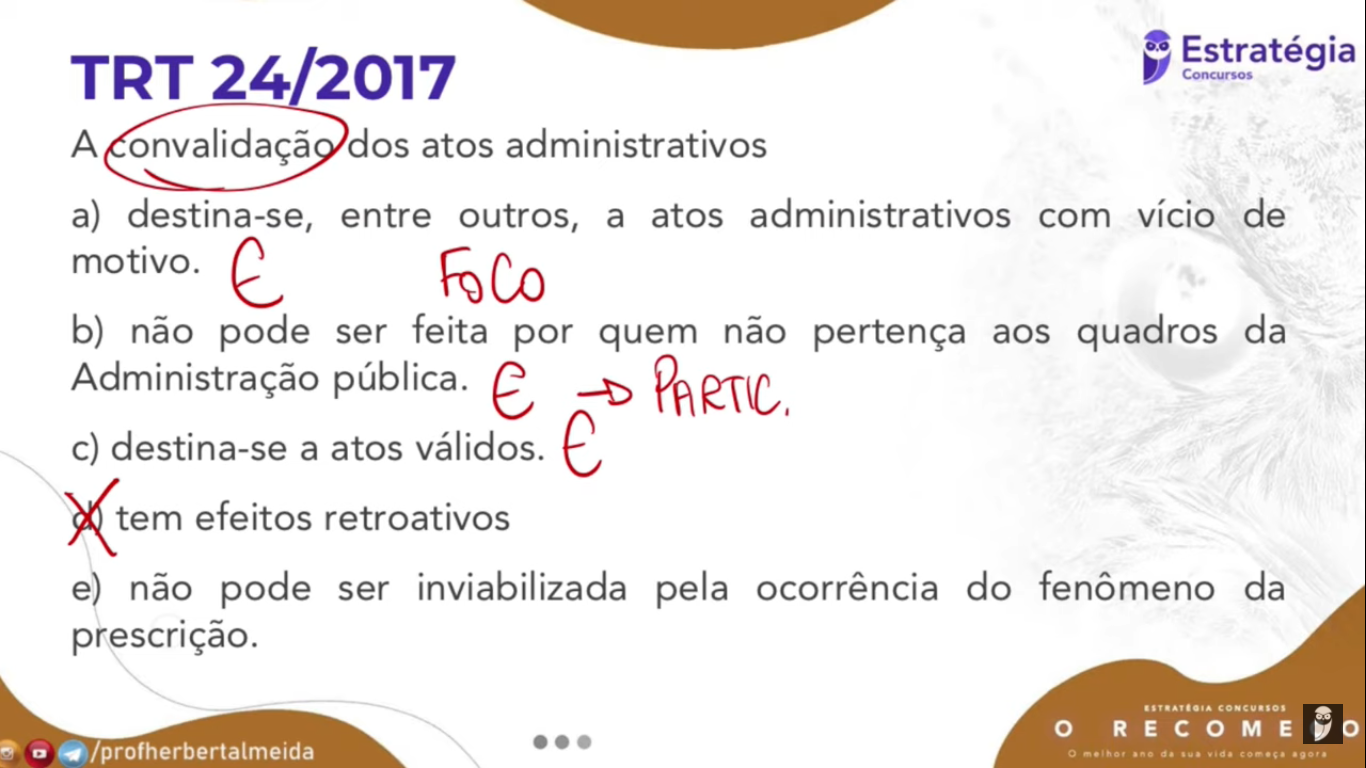 TRT 24/2017
Estratégia
Concursos
A convalidação dos atos administrativos
a) destina-se, entre outros, a atos administrativos com vício de
motivo. E FOCO
b) não pode ser feita por quem não pertença aos quadros da
Administração pública. E → PARTIC.
c) destina-se a atos válidos. E
d) tem efeitos retroativos
e) não pode ser inviabilizada pela ocorrência do fenômeno da
prescrição.
ESTRATÉGIA CONCURSOS
O RECOMEÇO
O melhor ano da sua vida começa agora
/profherbertalmeida